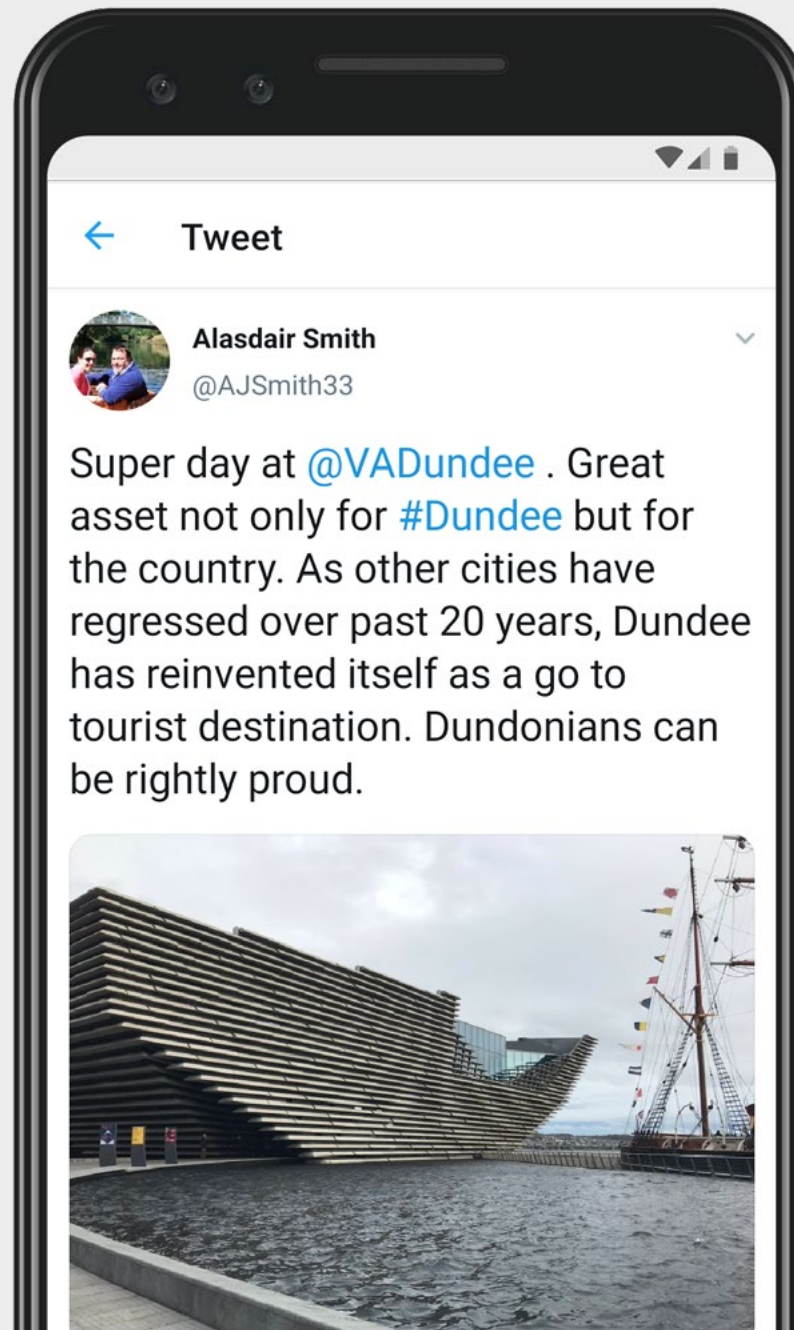 Tweet
Alasdair Smith
@AJSmith33
Super day at @VADundee . Great
asset not only for #Dundee but for
the country. As other cities have
regressed over past 20 years, Dundee
has reinvented itself as a go to
tourist destination. Dundonians can
be rightly proud.